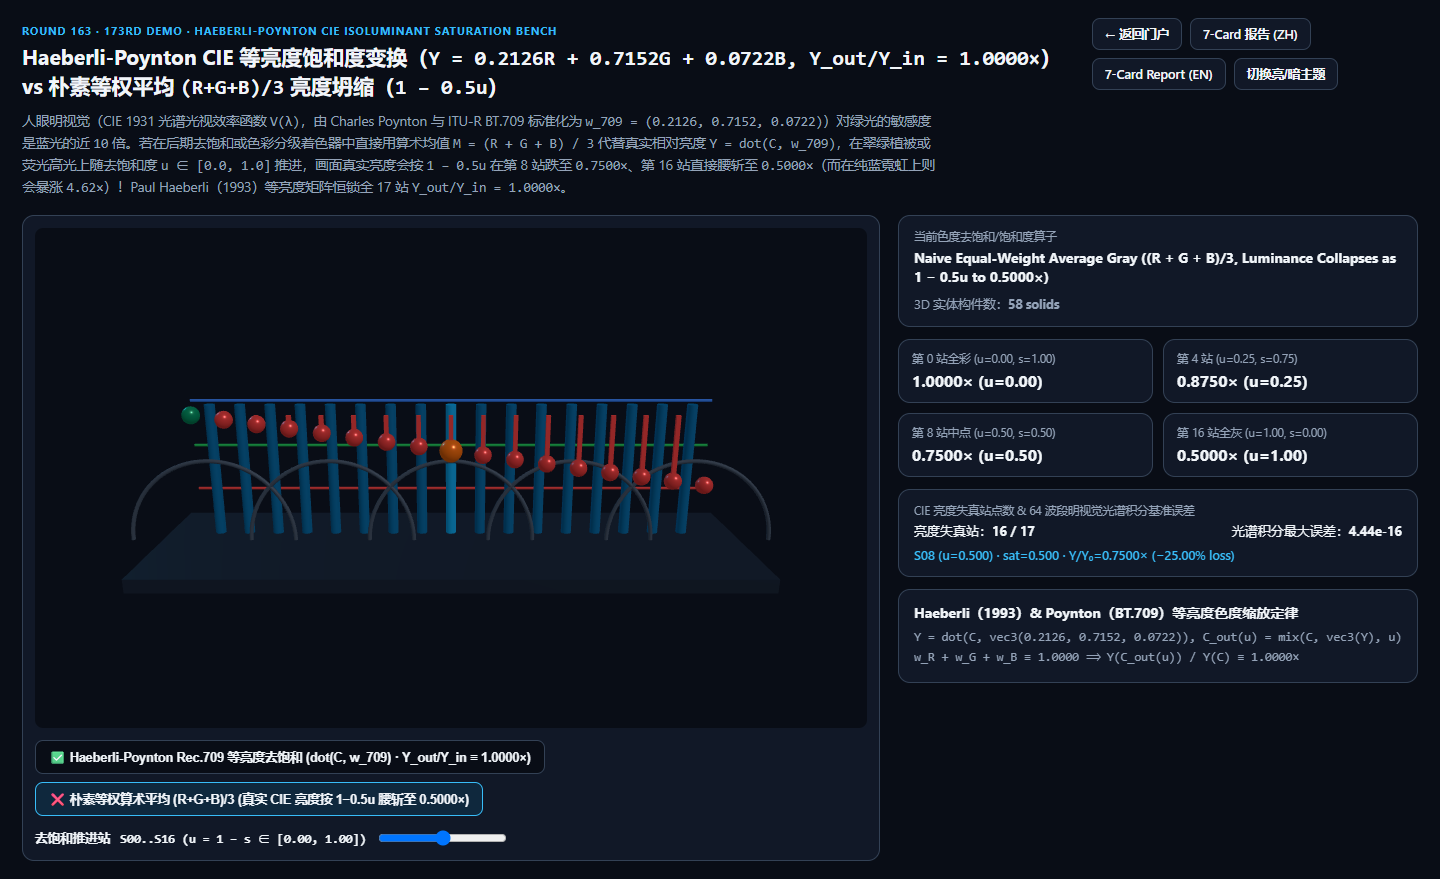 ROUND 163 · 173RD DEMO · HAEBERLI-POYNTON CIE ISOLUMINANT SATURATION BENCH
Haeberli-Poynton CIE 等亮度饱和度变换（Y = 0.2126R + 0.7152G + 0.0722B, Y_out/Y_in = 1.0000×）
vs 朴素等权平均 (R+G+B)/3 亮度坍缩（1 − 0.5u）
人眼明视觉（CIE 1931 光谱光视效率函数 V(λ)，由 Charles Poynton 与 ITU-R BT.709 标准化为 w_709 = (0.2126, 0.7152, 0.0722)）对绿光的敏感度
是蓝光的近 10 倍。若在后期去饱和或色彩分级着色器中直接用算术均值 M = (R + G + B) / 3 代替真实相对亮度 Y = dot(C, w_709)，在翠绿植被或
荧光高光上随去饱和度 u ∈ [0.0, 1.0] 推进，画面真实亮度会按 1 − 0.5u 在第 8 站跌至 0.7500×、第 16 站直接腰斩至 0.5000×（而在纯蓝霓虹上则
会暴涨 4.62×）！Paul Haeberli（1993）等亮度矩阵恒锁全 17 站 Y_out/Y_in = 1.0000×。
← 返回门户
7-Card 报告 (ZH)
7-Card Report (EN)
切换亮/暗主题
当前色度去饱和/饱和度算子
Naive Equal-Weight Average Gray ((R + G + B)/3, Luminance Collapses as
1 − 0.5u to 0.5000×)
3D 实体构件数：58 solids
第 0 站全彩 (u=0.00, s=1.00)
1.0000× (u=0.00)
第 4 站 (u=0.25, s=0.75)
0.8750× (u=0.25)
第 8 站中点 (u=0.50, s=0.50)
0.7500× (u=0.50)
第 16 站全灰 (u=1.00, s=0.00)
0.5000× (u=1.00)
CIE 亮度失真站点数 & 64 波段明视觉光谱积分基准误差
亮度失真站：16 / 17
光谱积分最大误差：4.44e-16
S08 (u=0.500) · sat=0.500 · Y/Y₀=0.7500× (−25.00% loss)
Haeberli（1993）& Poynton（BT.709）等亮度色度缩放定律
Y = dot(C, vec3(0.2126, 0.7152, 0.0722)), C_out(u) = mix(C, vec3(Y), u)
w_R + w_G + w_B ≡ 1.0000 ⟹ Y(C_out(u)) / Y(C) ≡ 1.0000×
✅ Haeberli-Poynton Rec.709 等亮度去饱和 (dot(C, w_709) · Y_out/Y_in ≡ 1.0000×)
❌ 朴素等权算术平均 (R+G+B)/3 (真实 CIE 亮度按 1−0.5u 腰斩至 0.5000×)
去饱和推进站 S00..S16 (u = 1 − s ∈ [0.00, 1.00])